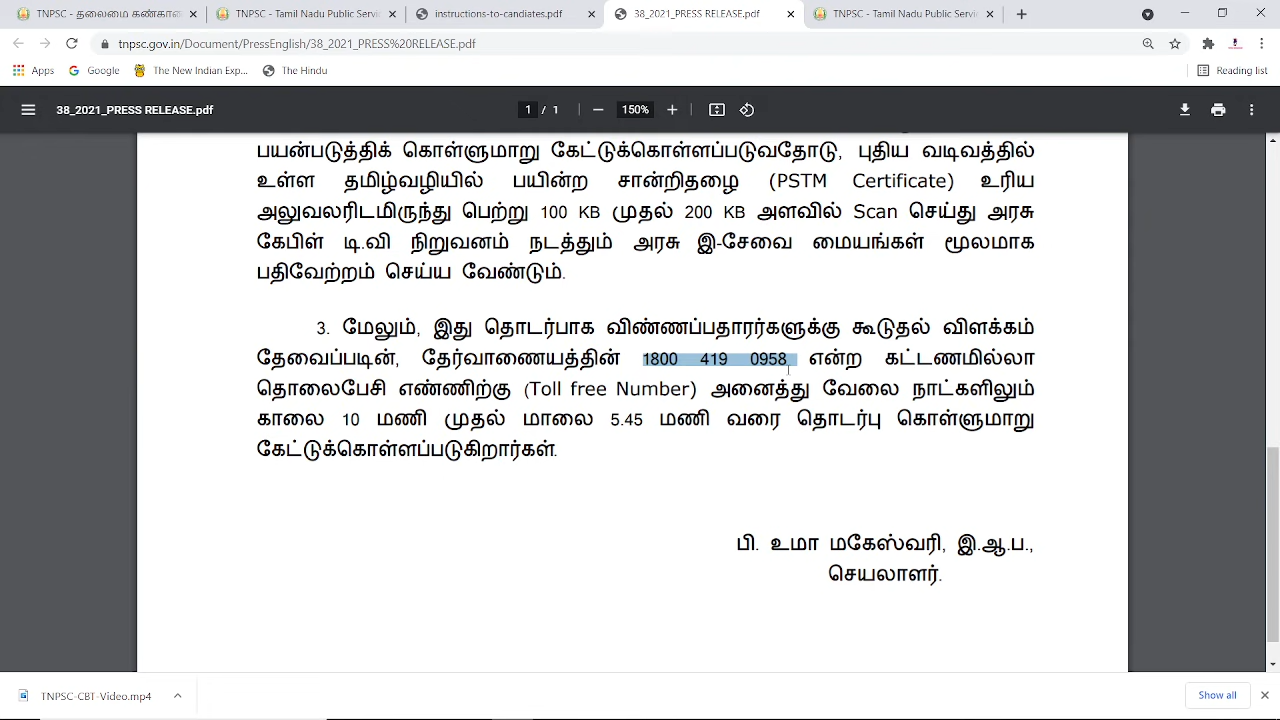 TNPSC - தலைமை கண்காணி
TNPSC - Tamil Nadu Public Servic
instructions-to-candiates.pdf
38_2021_PRESS RELEASE.pdf
TNPSC - Tamil Nadu Public Servic
tnpsc.gov.in/Document/PressEnglish/38_2021_PRESS%20RELEASE.pdf
Apps
Google
The New Indian Exp...
The Hindu
Reading list
38_2021_PRESS RELEASE.pdf
1 / 1
150%
பயன்படுத்திக் கொள்ளுமாறு கேட்டுக்கொள்ளப்படுவதோடு, புதிய வடிவத்தில்
உள்ள தமிழ்வழியில் பயின்ற சான்றிதழை (PSTM Certificate) உரிய
அலுவலரிடமிருந்து பெற்று 100 KB முதல் 200 KB அளவில் Scan செய்து அரசு
கேபிள் டி.வி நிறுவனம் நடத்தும் அரசு இ-சேவை மையங்கள் மூலமாக
பதிவேற்றம் செய்ய வேண்டும்.
3. மேலும், இது தொடர்பாக விண்ணப்பதாரர்களுக்கு கூடுதல் விளக்கம்
தேவைப்படின், தேர்வாணையத்தின் 1800 419 0958 என்ற கட்டணமில்லா
தொலைபேசி எண்ணிற்கு (Toll free Number) அனைத்து வேலை நாட்களிலும்
காலை 10 மணி முதல் மாலை 5.45 மணி வரை தொடர்பு கொள்ளுமாறு
கேட்டுக்கொள்ளப்படுகிறார்கள்.
பி. உமா மகேஸ்வரி, இ.ஆ.ப.,
செயலாளர்.
TNPSC-CBT-Video.mp4
Show all